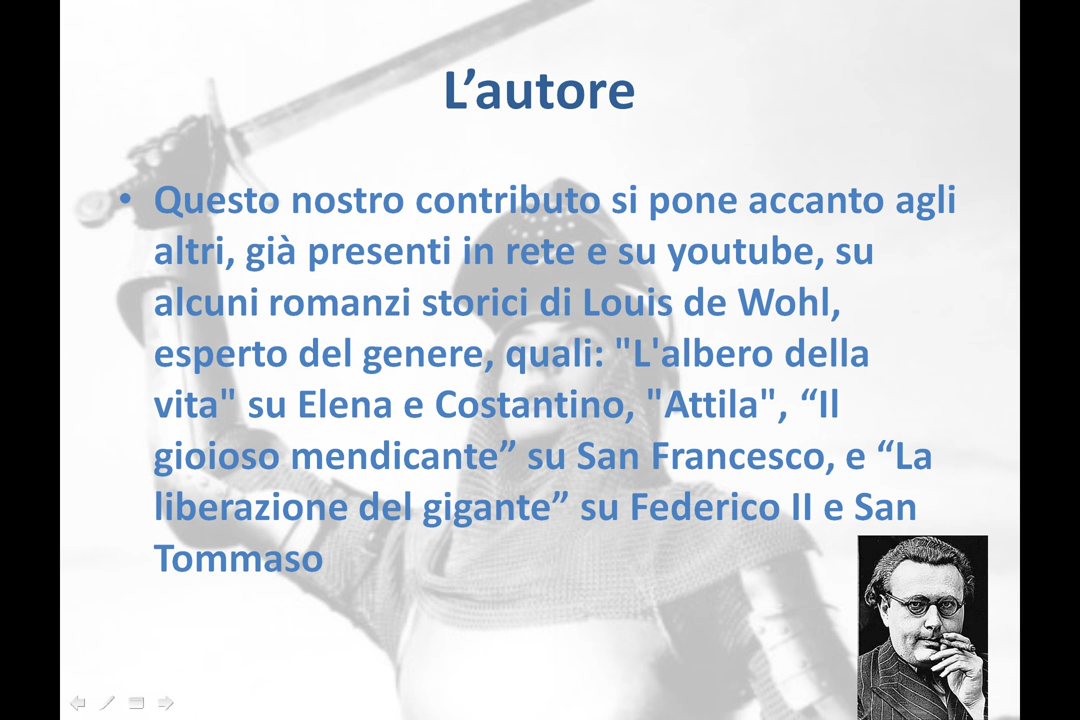 L’autore
• Questo nostro contributo si pone accanto agli
altri, già presenti in rete e su youtube, su
alcuni romanzi storici di Louis de Wohl,
esperto del genere, quali: "L'albero della
vita" su Elena e Costantino, "Attila", “Il
gioioso mendicante” su San Francesco, e “La
liberazione del gigante” su Federico II e San
Tommaso